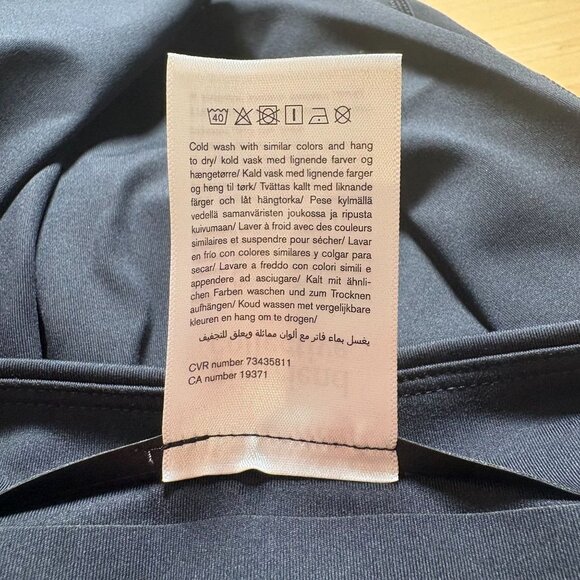 40
Cold wash with similar colors and hang
to dry/ kold vask med lignende farver og
hængetørre/ Kald vask med lignende farger
og heng til tørk/ Tvättas kallt med liknande
färger och låt hängtorka/ Pese kylmällä
vedellä samanväristen joukossa ja ripusta
kuivumaan/ Laver à froid avec des couleurs
similaires et suspendre pour sécher/ Lavar
en frío con colores similares y colgar para
secar/ Lavare a freddo con colori simili e
appendere ad asciugare/ Kalt mit ähnli-
chen Farben waschen und zum Trocknen
aufhängen/ Koud wassen met vergelijkbare
kleuren en hang om te drogen/
يغسل بماء فاتر مع ألوان مماثلة ويعلق للتجفيف
CVR number 73435811
CA number 19371